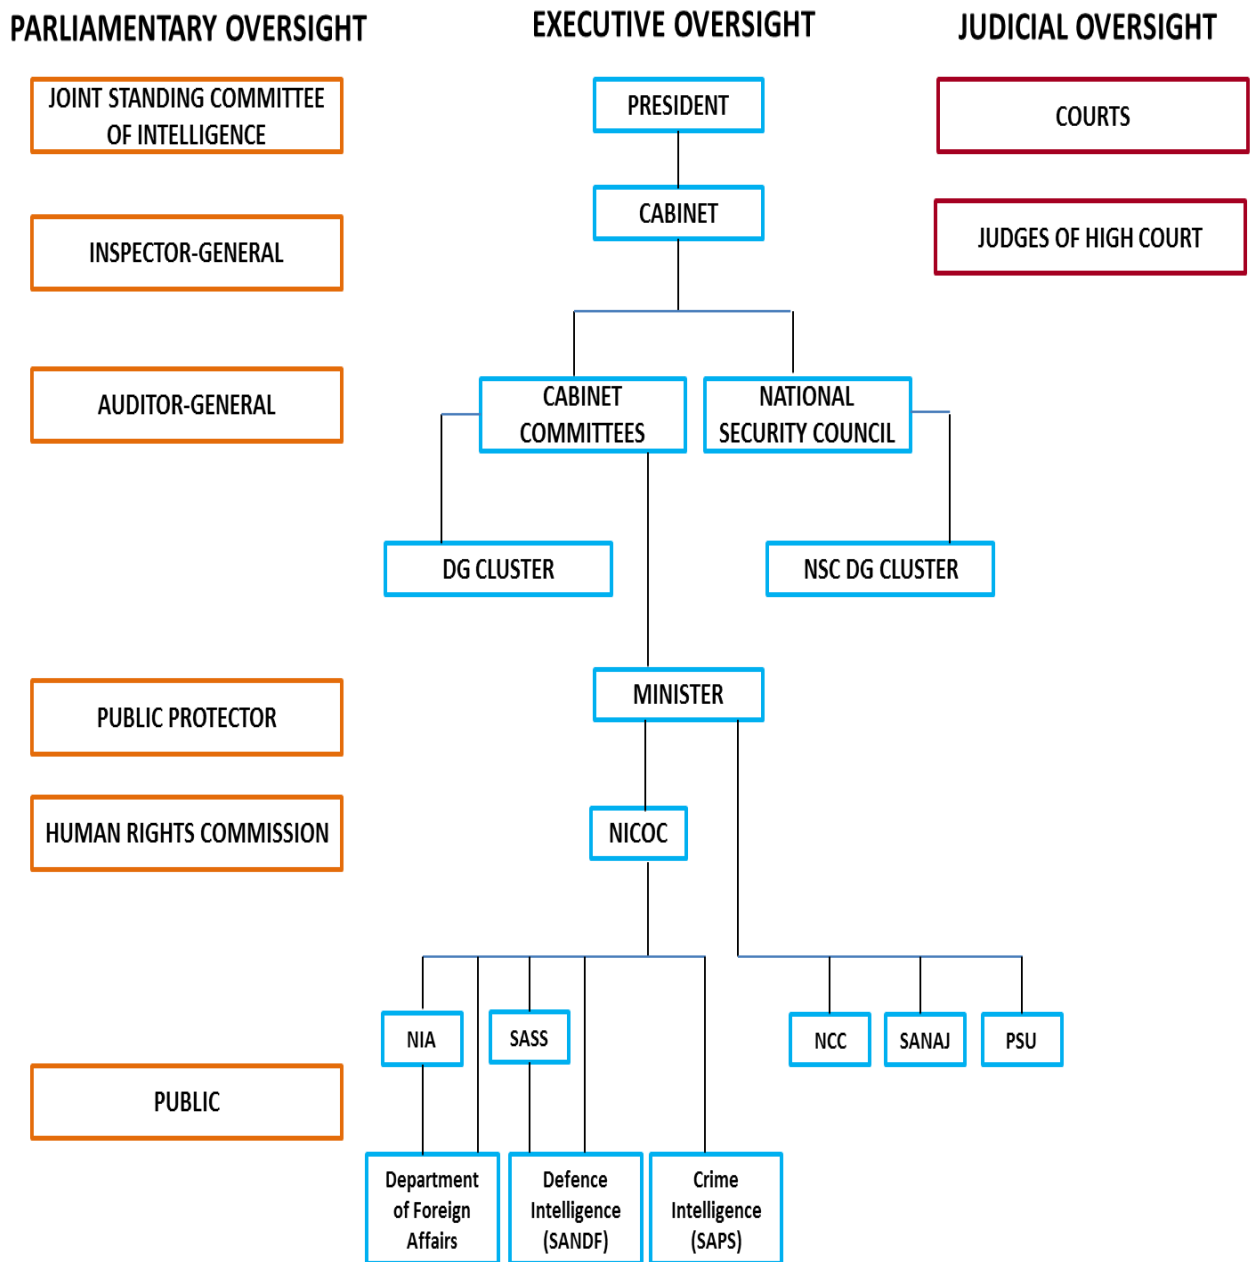 PARLIAMENTARY OVERSIGHT
EXECUTIVE OVERSIGHT
JUDICIAL OVERSIGHT
JOINT STANDING COMMITTEE
OF INTELLIGENCE
PRESIDENT
COURTS
CABINET
JUDGES OF HIGH COURT
INSPECTOR-GENERAL
AUDITOR-GENERAL
CABINET
COMMITTEES
NATIONAL
SECURITY COUNCIL
DG CLUSTER
NSC DG CLUSTER
MINISTER
PUBLIC PROTECTOR
HUMAN RIGHTS COMMISSION
NICOC
NIA
SASS
NCC
SANAJ
PSU
PUBLIC
Department
of Foreign
Affairs
Defence
Intelligence
(SANDF)
Crime
Intelligence
(SAPS)